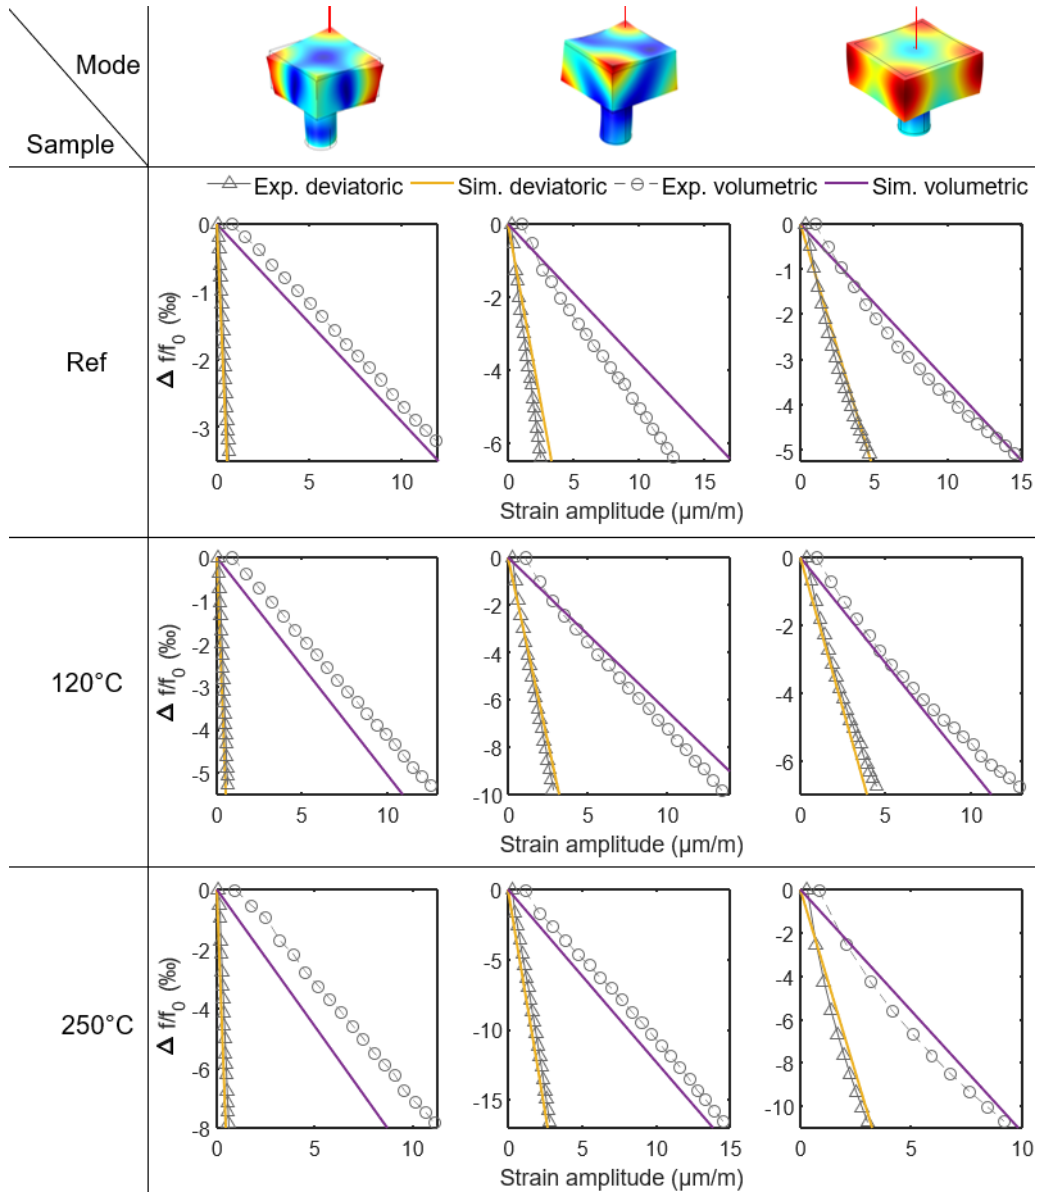 Mode
Sample
Exp. deviatoric Sim. deviatoric Exp. volumetric Sim. volumetric
Ref
Δ f/f0 (‰)
0 -1 -2 -3
0 5 10
0 -2 -4 -6
0 5 10 15
0 -1 -2 -3 -4 -5
0 5 10 15
Strain amplitude (µm/m)
120°C
Δ f/f0 (‰)
0 -1 -2 -3 -4 -5
0 5 10
0 -2 -4 -6 -8 -10
0 5 10
0 -2 -4 -6
0 5 10
Strain amplitude (µm/m)
250°C
Δ f/f0 (‰)
0 -2 -4 -6 -8
5 10
0 -5 -10 -15
0 5 10 15
0 -2 -4 -6 -8 -10
0 5 10
Strain amplitude (µm/m)